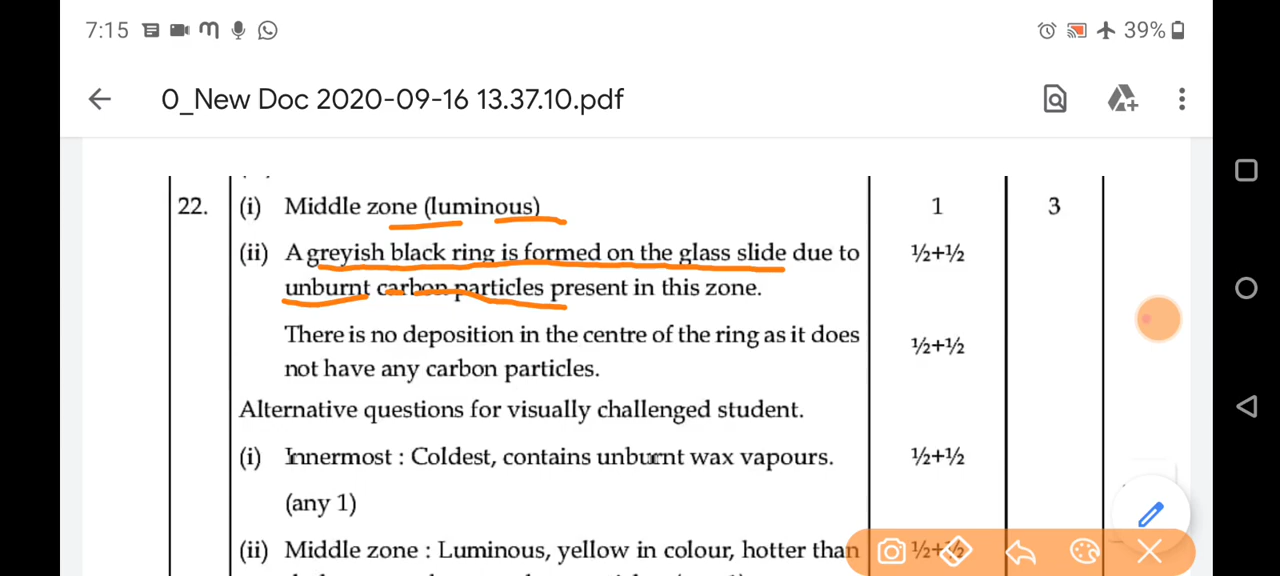 7:15 39%
0_New Doc 2020-09-16 13.37.10.pdf
22. (i) Middle zone (luminous) 1 3
(ii) A greyish black ring is formed on the glass slide due to ½+½
unburnt carbon particles present in this zone.
There is no deposition in the centre of the ring as it does ½+½
not have any carbon particles.
Alternative questions for visually challenged student.
(i) Innermost : Coldest, contains unburnt wax vapours. ½+½
(any 1)
(ii) Middle zone : Luminous, yellow in colour, hotter than ½+½